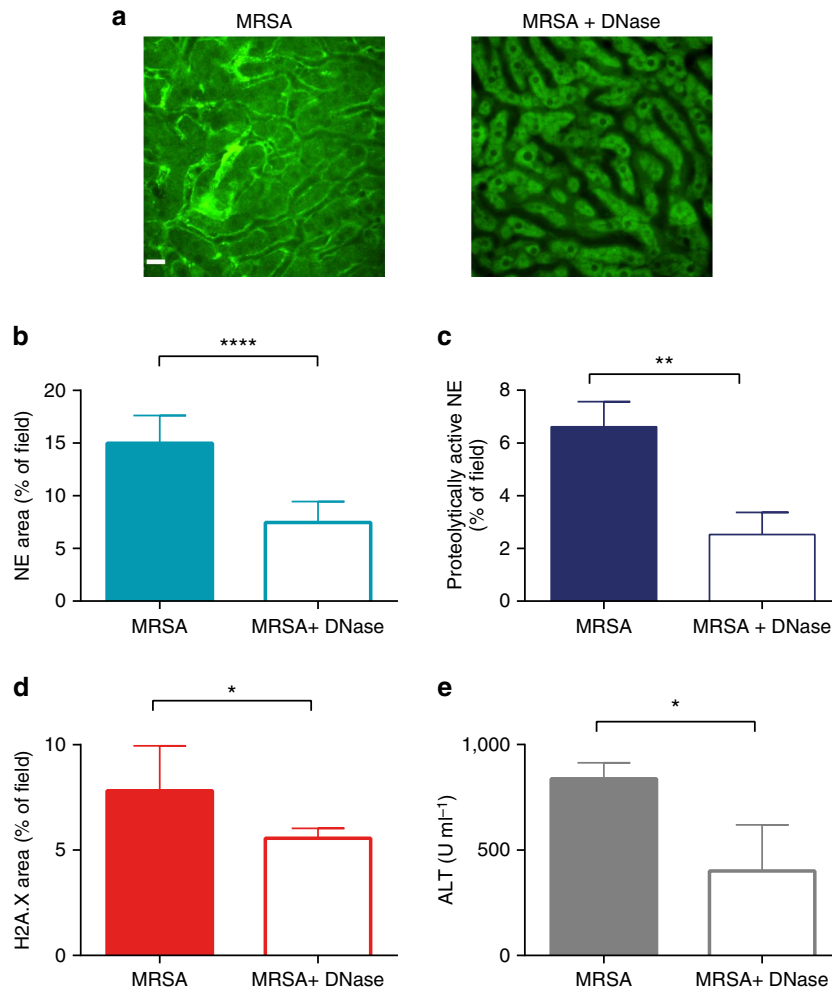 a
MRSA
MRSA + DNase
b
****
NE area (% of field)
20
15
10
5
0
MRSA
MRSA+ DNase
c
**
Proteolytically active NE
(% of field)
8
6
4
2
0
MRSA
MRSA + DNase
d
*
H2A.X area (% of field)
10
5
0
MRSA
MRSA+ DNase
e
*
ALT (U ml⁻¹)
1,000
500
0
MRSA
MRSA+ DNase